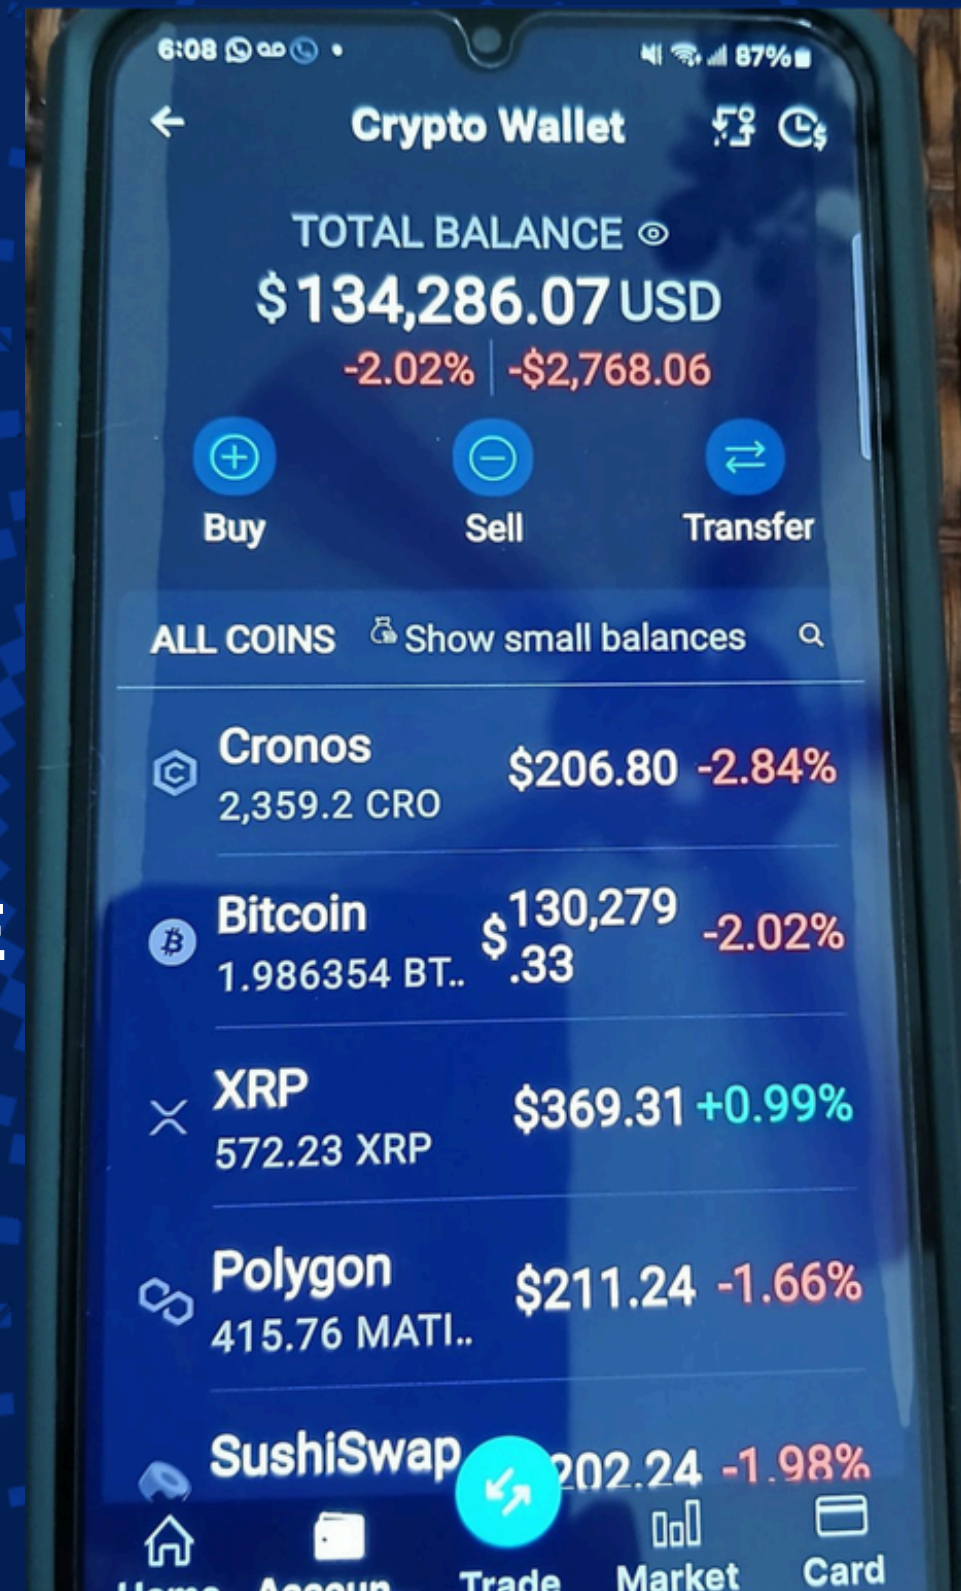 6:08 87%
Crypto Wallet
TOTAL BALANCE
$134,286.07 USD
-2.02% -$2,768.06
Buy Sell Transfer
ALL COINS Show small balances
Cronos $206.80 -2.84%
2,359.2 CRO
Bitcoin $130,279.33 -2.02%
1.986354 BT..
XRP $369.31 +0.99%
572.23 XRP
Polygon $211.24 -1.66%
415.76 MATI..
SushiSwap 202.24 -1.98%
Home Accoun Trade Market Card